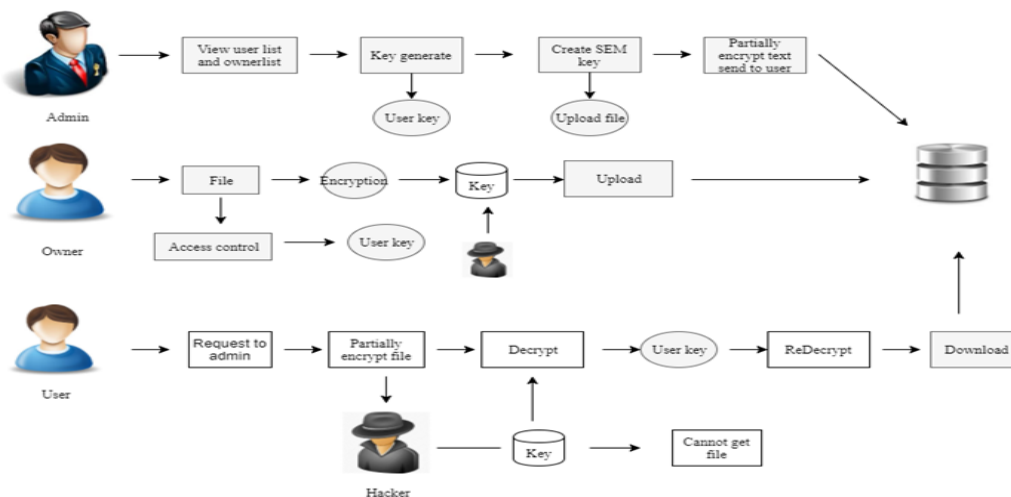 View user list
and ownerlist
Key generate
Create SEM
key
Partially
encrypt text
send to user
User key
Upload file
Admin
File
Encryption
Key
Upload
Access control
User key
Owner
Request to
admin
Partially
encrypt file
Decrypt
User key
ReDecrypt
Download
User
Key
Cannot get
file
Hacker